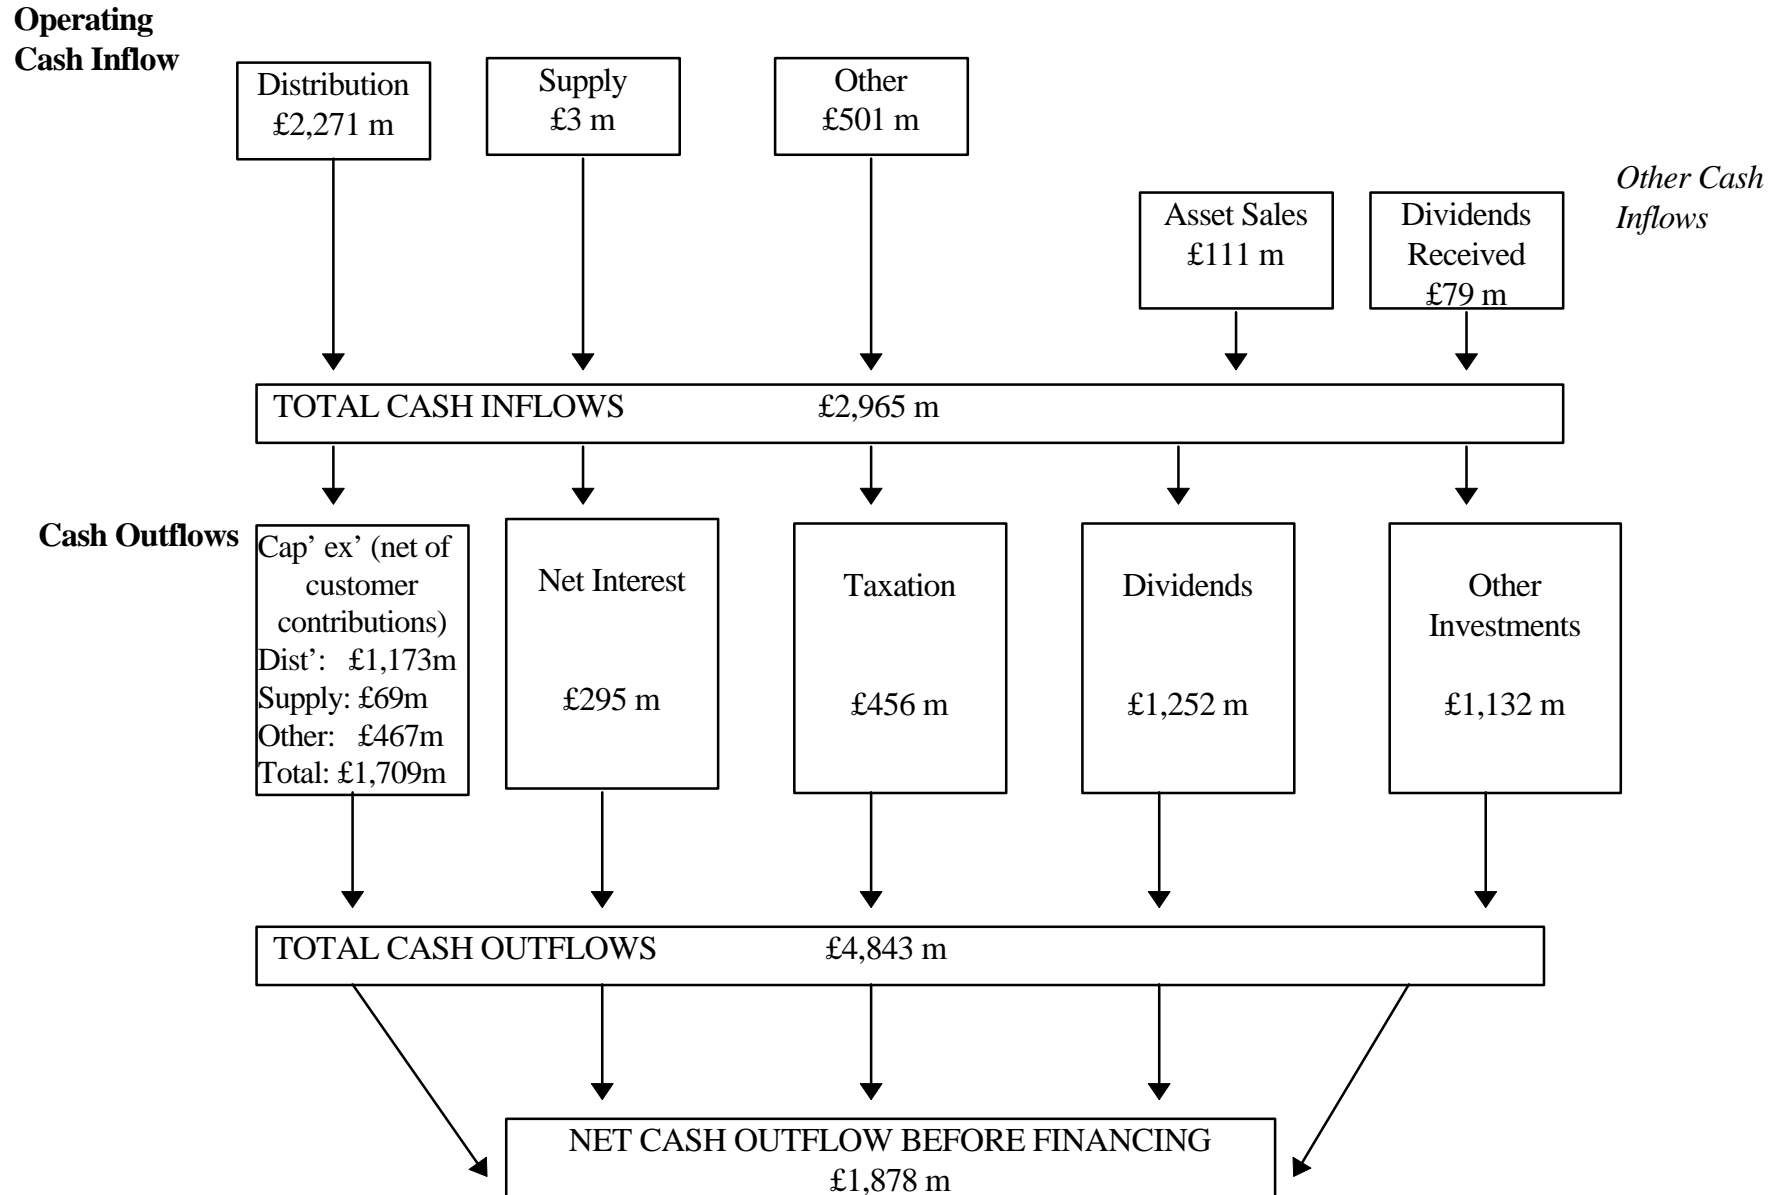 Operating
Cash Inflow
Distribution
£2,271 m
Supply
£3 m
Other
£501 m
Other Cash
Inflows
Asset Sales
£111 m
Dividends
Received
£79 m
TOTAL CASH INFLOWS £2,965 m
Cash Outflows
Cap’ ex’ (net of
customer
contributions)
Dist’: £1,173m
Supply: £69m
Other: £467m
Total: £1,709m
Net Interest
£295 m
Taxation
£456 m
Dividends
£1,252 m
Other
Investments
£1,132 m
TOTAL CASH OUTFLOWS £4,843 m
NET CASH OUTFLOW BEFORE FINANCING
£1,878 m